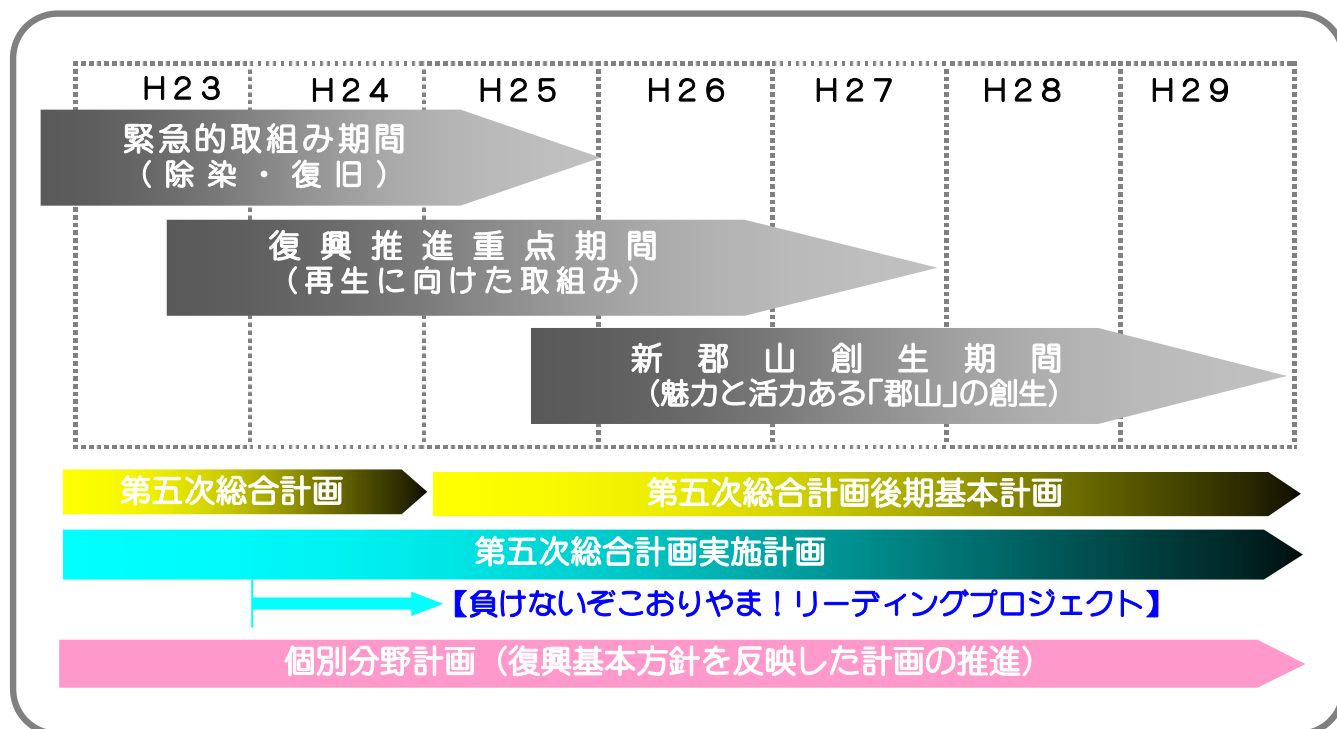 H23 H24 H25 H26 H27 H28 H29
緊急的取組み期間
(除染・復旧)
復興推進重点期間
(再生に向けた取組み)
新郡山創生期間
(魅力と活力ある「郡山」の創生)
第五次総合計画
第五次総合計画後期基本計画
第五次総合計画実施計画
【負けないぞこおりやま!リーディングプロジェクト】
個別分野計画(復興基本方針を反映した計画の推進)